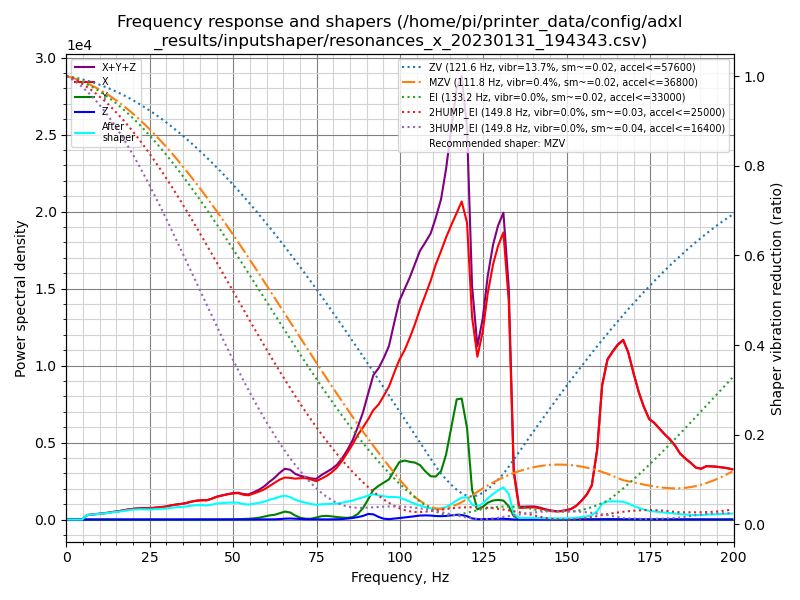 Frequency response and shapers (/home/pi/printer_data/config/adxl
_results/inputshaper/resonances_x_20230131_194343.csv)
1e4
X+Y+Z
X
Y
Z
After
shaper
ZV (121.6 Hz, vibr=13.7%, sm~=0.02, accel<=57600)
MZV (111.8 Hz, vibr=0.4%, sm~=0.02, accel<=36800)
EI (133.2 Hz, vibr=0.0%, sm~=0.02, accel<=33000)
2HUMP_EI (149.8 Hz, vibr=0.0%, sm~=0.03, accel<=25000)
3HUMP_EI (149.8 Hz, vibr=0.0%, sm~=0.04, accel<=16400)
Recommended shaper: MZV
3.0
2.5
2.0
1.5
1.0
0.5
0.0
Power spectral density
1.0
0.8
0.6
0.4
0.2
0.0
Shaper vibration reduction (ratio)
0 25 50 75 100 125 150 175 200
Frequency, Hz